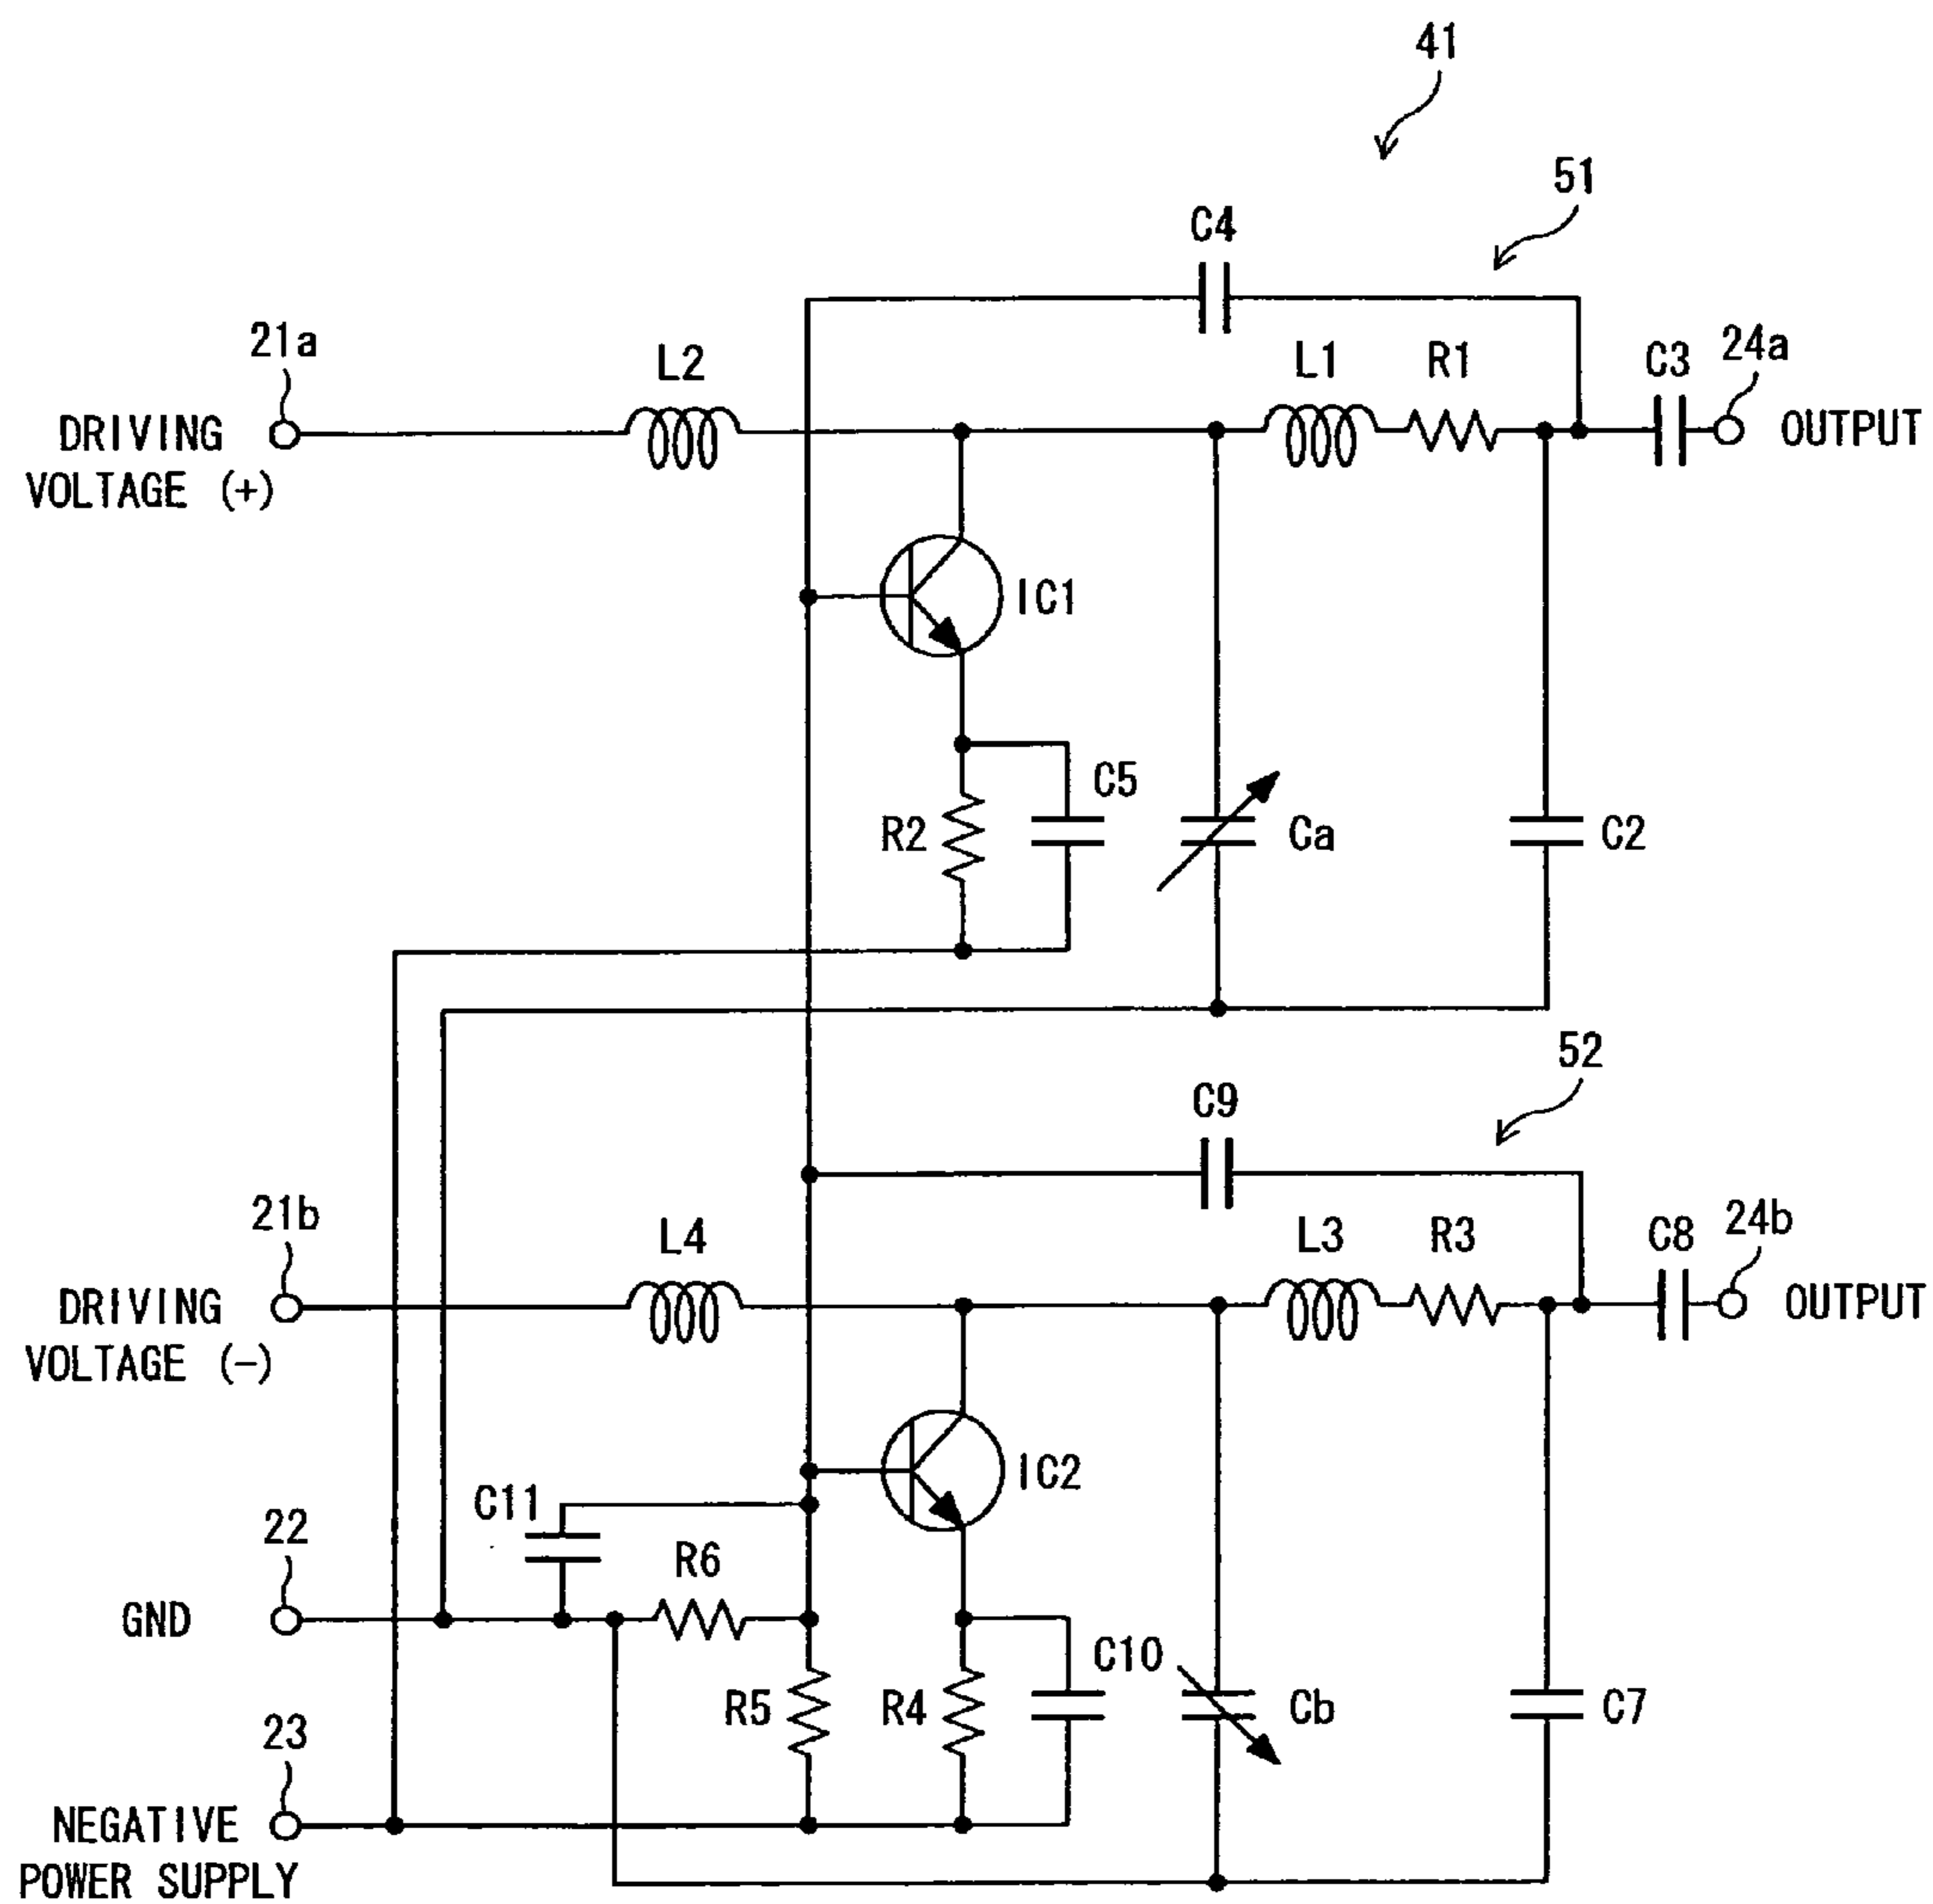 41
51
C4
21a
L2
L1
R1
C3
24a
DRIVING
VOLTAGE (+)
OUTPUT
IC1
C5
R2
Ca
C2
52
C9
21b
L4
L3
R3
C8
24b
DRIVING
VOLTAGE (−)
OUTPUT
IC2
C11
22
R6
GND
C10
R5
R4
Cb
C7
23
NEGATIVE
POWER SUPPLY